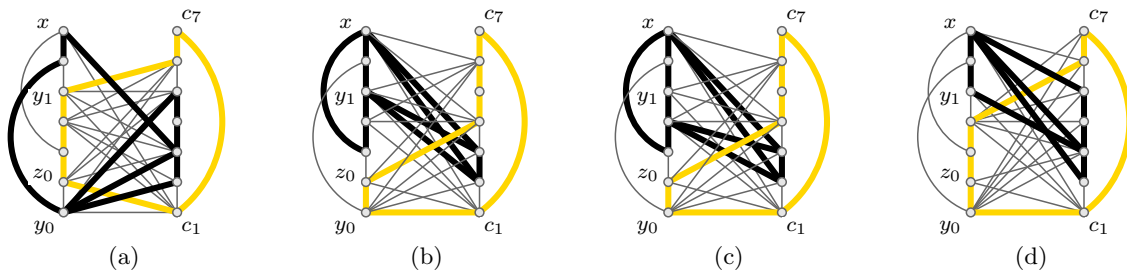 x c₇ x c₇ x c₇ x c₇
y₁ y₁ y₁ y₁
z₀ z₀ z₀ z₀
y₀ c₁ y₀ c₁ y₀ c₁ y₀ c₁
(a) (b) (c) (d)